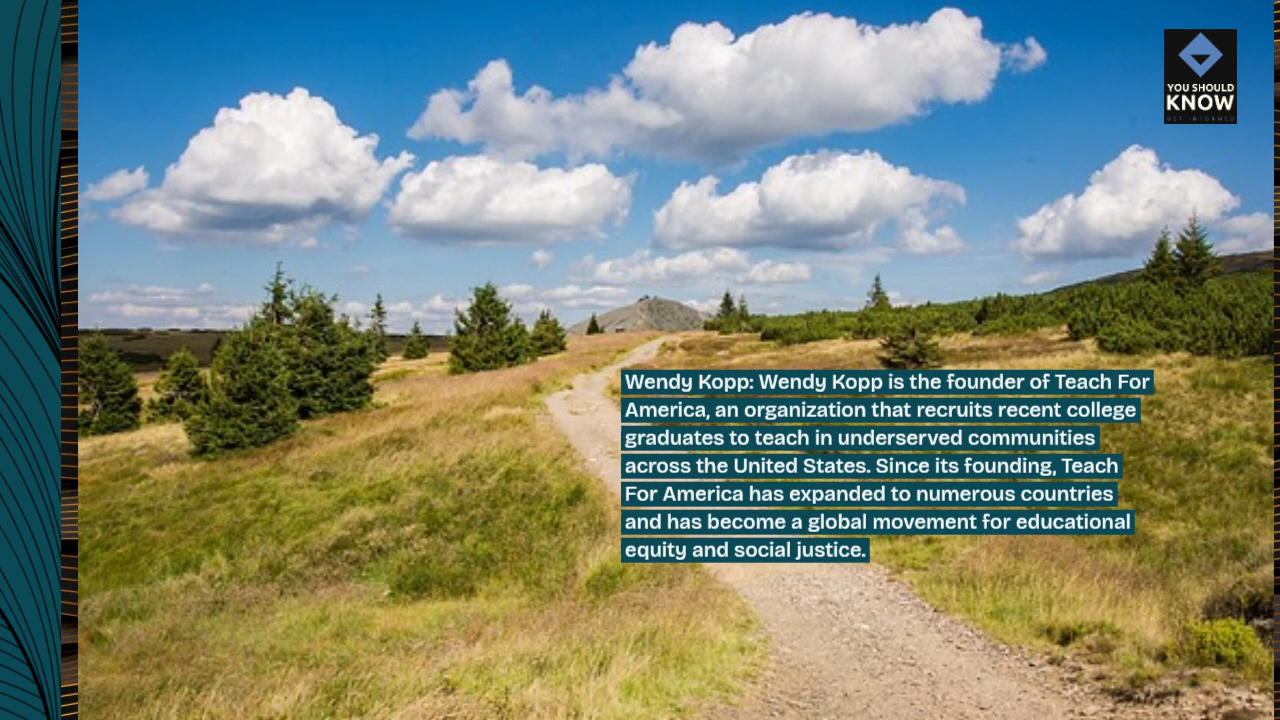 YOU SHOULD
KNOW
GET INFORMED
Wendy Kopp: Wendy Kopp is the founder of Teach For
America, an organization that recruits recent college
graduates to teach in underserved communities
across the United States. Since its founding, Teach
For America has expanded to numerous countries
and has become a global movement for educational
equity and social justice.